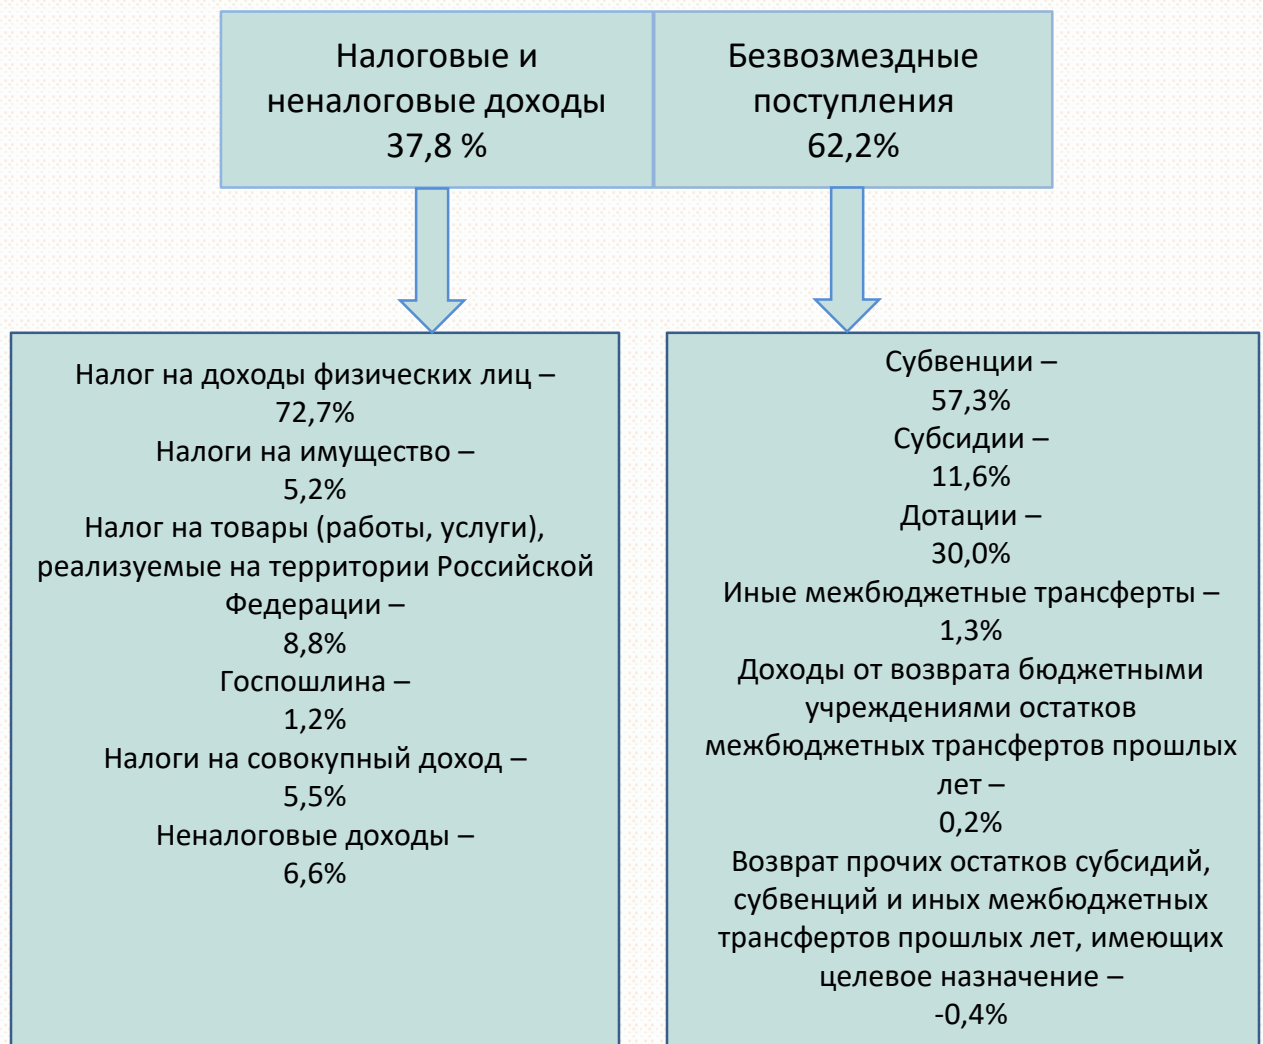 Налоговые и
неналоговые доходы
37,8 %
Безвозмездные
поступления
62,2%
Налог на доходы физических лиц –
72,7%
Налоги на имущество –
5,2%
Налог на товары (работы, услуги),
реализуемые на территории Российской
Федерации –
8,8%
Госпошлина –
1,2%
Налоги на совокупный доход –
5,5%
Неналоговые доходы –
6,6%
Субвенции –
57,3%
Субсидии –
11,6%
Дотации –
30,0%
Иные межбюджетные трансферты –
1,3%
Доходы от возврата бюджетными
учреждениями остатков
межбюджетных трансфертов прошлых
лет –
0,2%
Возврат прочих остатков субсидий,
субвенций и иных межбюджетных
трансфертов прошлых лет, имеющих
целевое назначение –
-0,4%